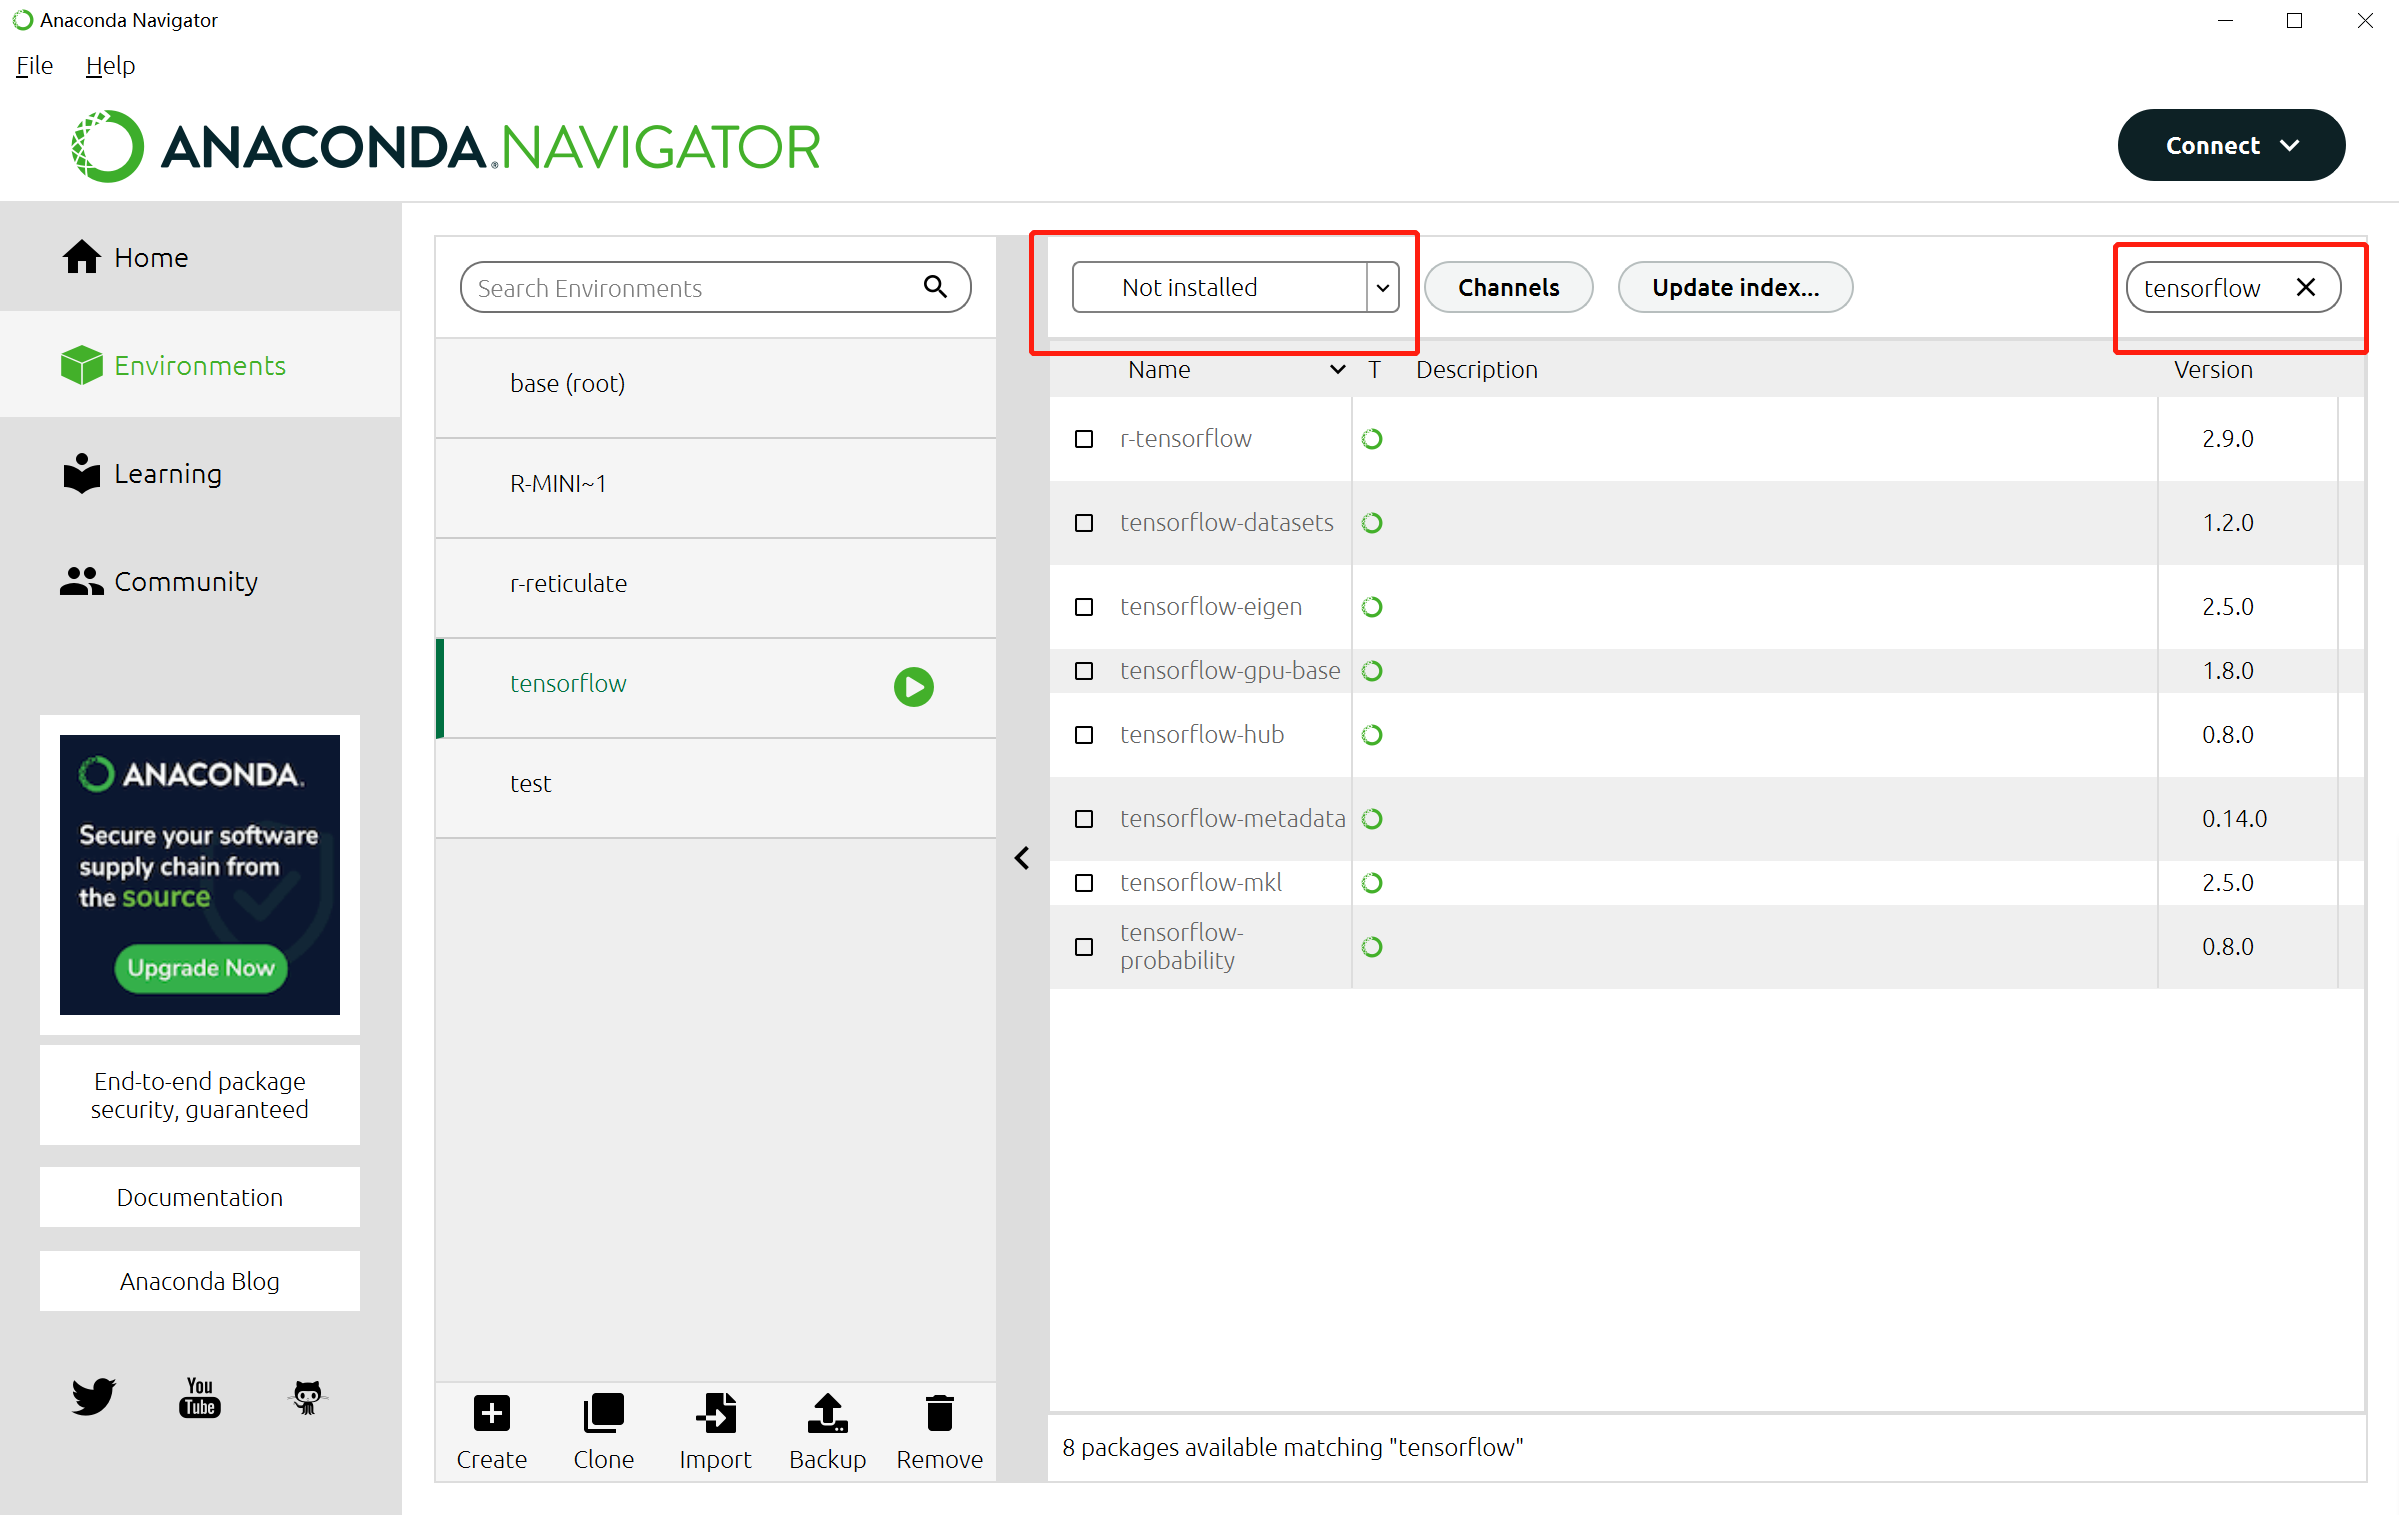 Anaconda Navigator
File Help
ANACONDA.NAVIGATOR
Connect
Home
Environments
Learning
Community
ANACONDA.
Secure your software
supply chain from
the source
Upgrade Now
End-to-end package
security, guaranteed
Documentation
Anaconda Blog
You
Tube
Search Environments
base (root)
R-MINI~1
r-reticulate
tensorflow
test
Create Clone Import Backup Remove
Not installed Channels Update index... tensorflow
Name T Description Version
r-tensorflow 2.9.0
tensorflow-datasets 1.2.0
tensorflow-eigen 2.5.0
tensorflow-gpu-base 1.8.0
tensorflow-hub 0.8.0
tensorflow-metadata 0.14.0
tensorflow-mkl 2.5.0
tensorflow-
probability 0.8.0
8 packages available matching "tensorflow"